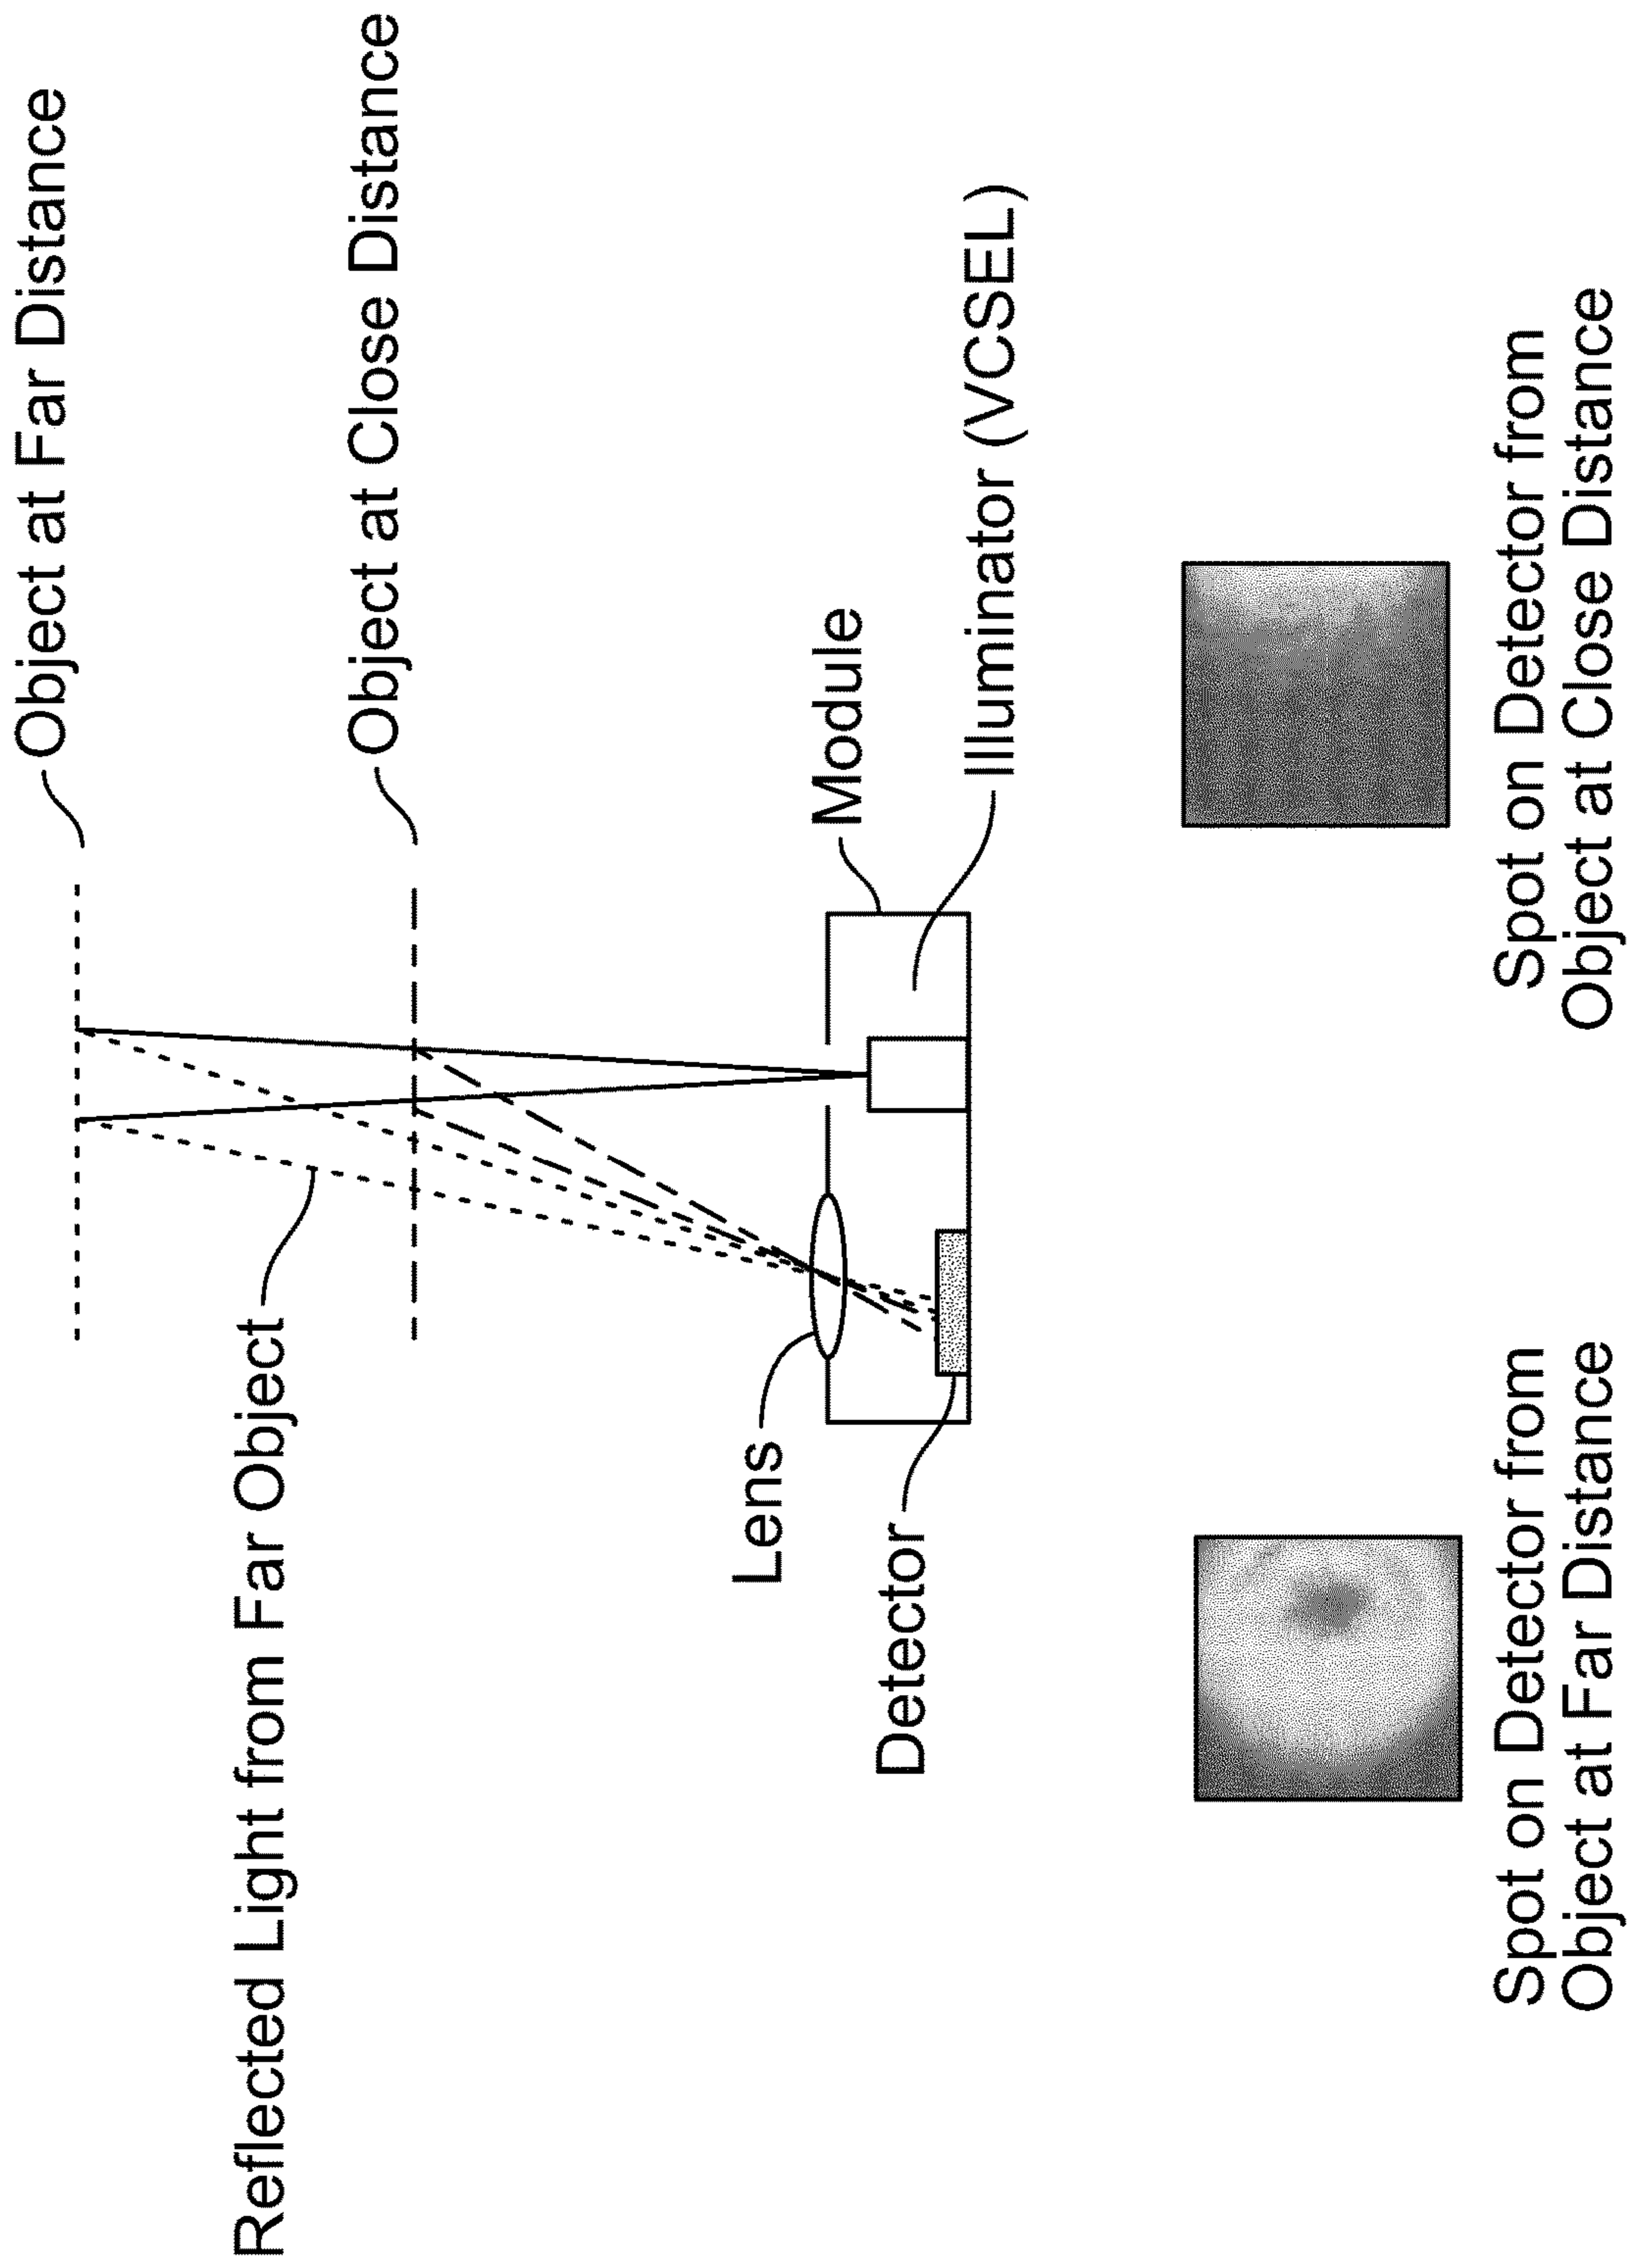 Object at Far Distance
Object at Close Distance
Reflected Light from Far Object
Lens
Module
Detector
Illuminator (VCSEL)
Spot on Detector from
Object at Far Distance
Spot on Detector from
Object at Close Distance